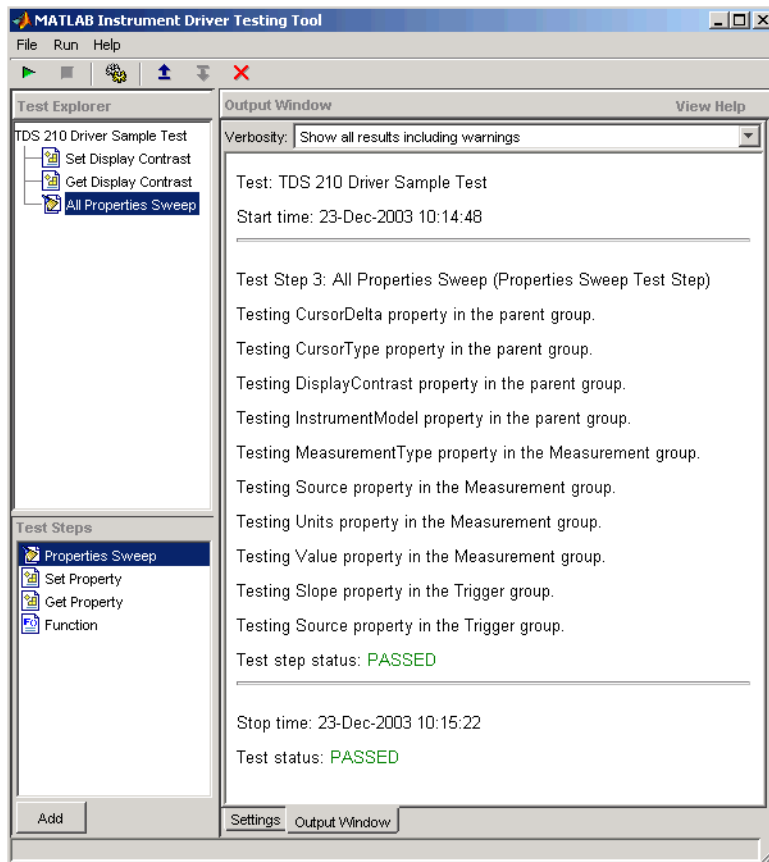 MATLAB Instrument Driver Testing Tool
File Run Help
Test Explorer
TDS 210 Driver Sample Test
Set Display Contrast
Get Display Contrast
All Properties Sweep
Test Steps
Properties Sweep
Set Property
Get Property
Function
Add
Output Window View Help
Verbosity: Show all results including warnings
Test: TDS 210 Driver Sample Test
Start time: 23-Dec-2003 10:14:48
Test Step 3: All Properties Sweep (Properties Sweep Test Step)
Testing CursorDelta property in the parent group.
Testing CursorType property in the parent group.
Testing DisplayContrast property in the parent group.
Testing InstrumentModel property in the parent group.
Testing MeasurementType property in the Measurement group.
Testing Source property in the Measurement group.
Testing Units property in the Measurement group.
Testing Value property in the Measurement group.
Testing Slope property in the Trigger group.
Testing Source property in the Trigger group.
Test step status: PASSED
Stop time: 23-Dec-2003 10:15:22
Test status: PASSED
Settings Output Window